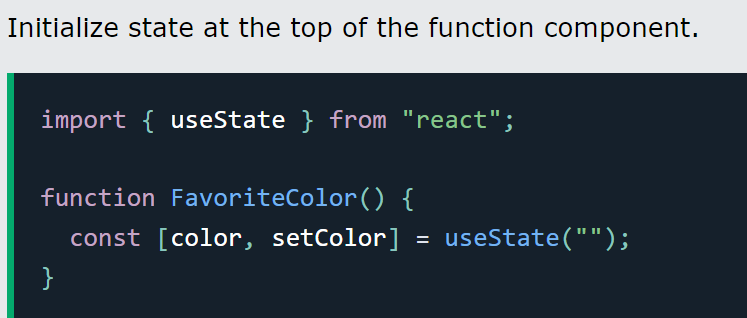 Initialize state at the top of the function component.
import { useState } from "react";
function FavoriteColor() {
  const [color, setColor] = useState("");
}